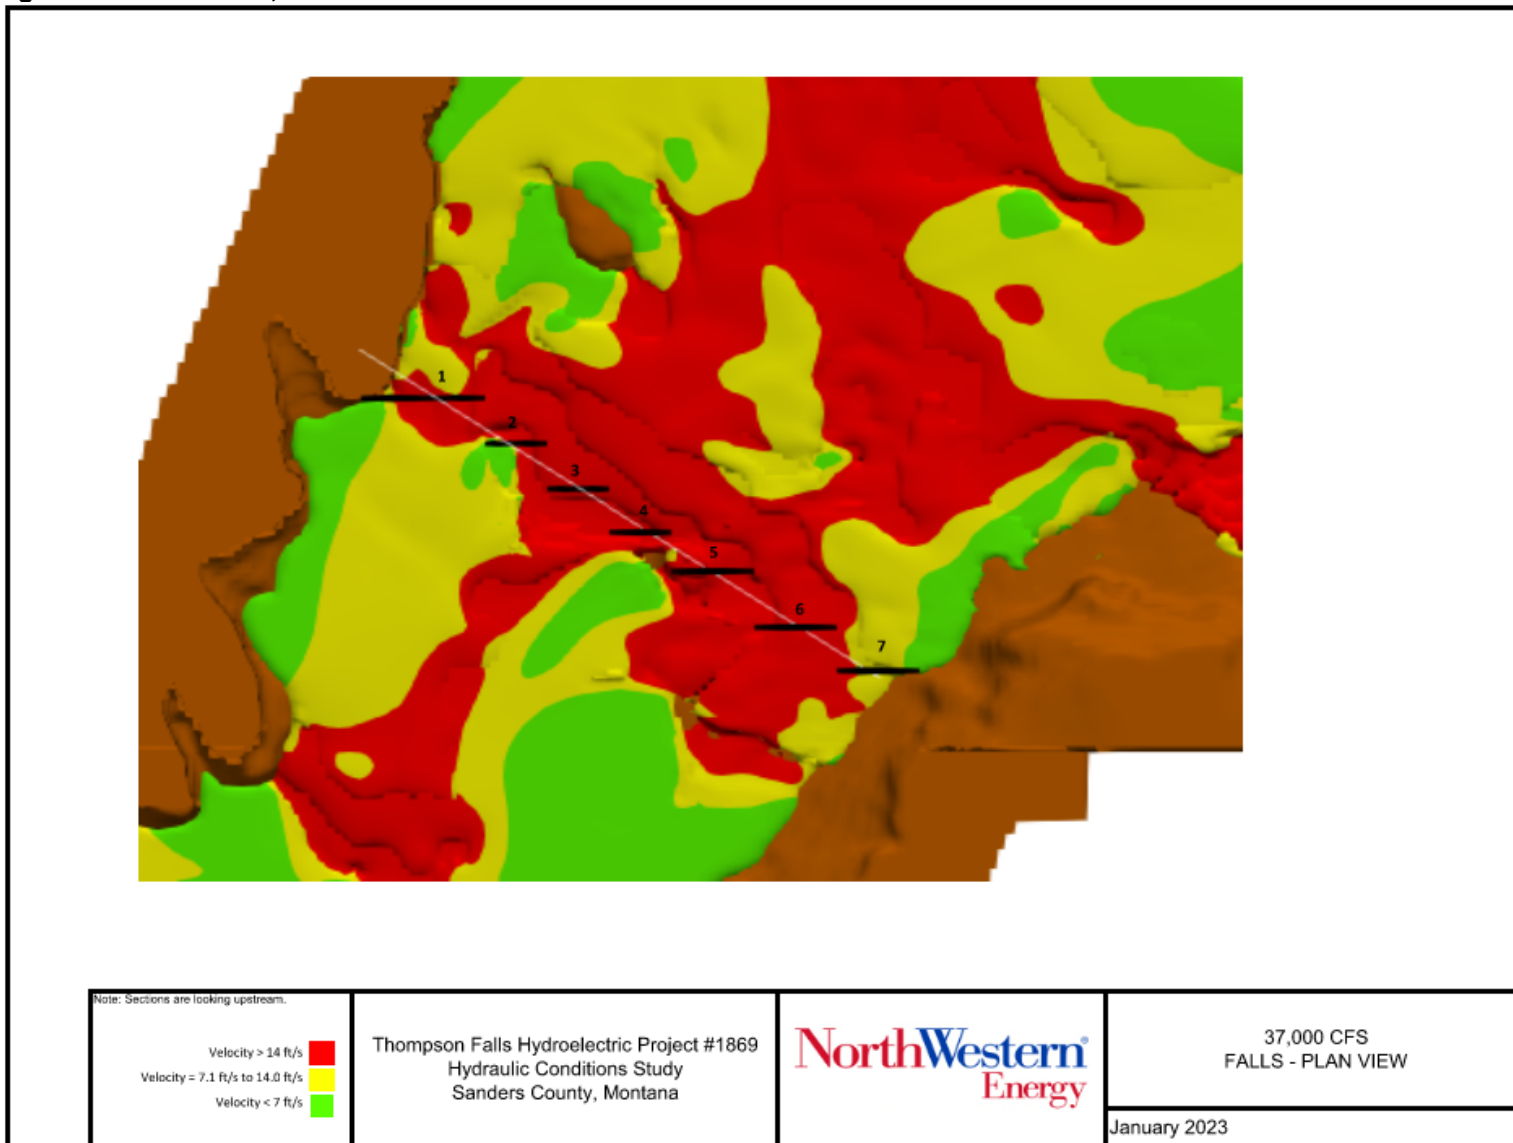 1
2
3
4
5
6
7
Note: Sections are looking upstream.
Velocity > 14 ft/s
Velocity = 7.1 ft/s to 14.0 ft/s
Velocity < 7 ft/s
Thompson Falls Hydroelectric Project #1869
Hydraulic Conditions Study
Sanders County, Montana
NorthWestern®
Energy
37,000 CFS
FALLS - PLAN VIEW
January 2023